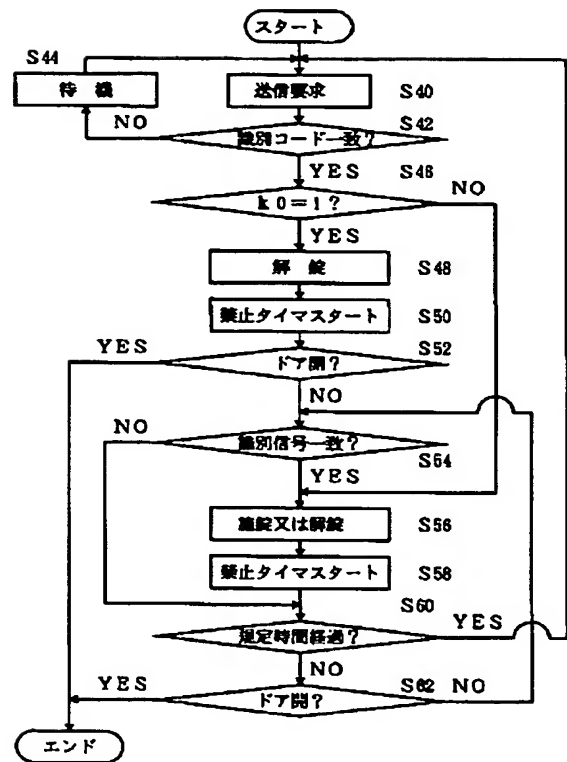 スタート
S44
待 機
送信要求
S40
NO
識別コード一致?
S42
YES
S46
k0=1?
NO
YES
解 錠
S48
禁止タイマスタート
S50
YES
ドア開?
S52
NO
NO
識別信号一致?
S54
YES
施錠又は解錠
S56
禁止タイマスタート
S58
S60
規定時間経過?
YES
NO
YES
ドア開?
S62
NO
エンド